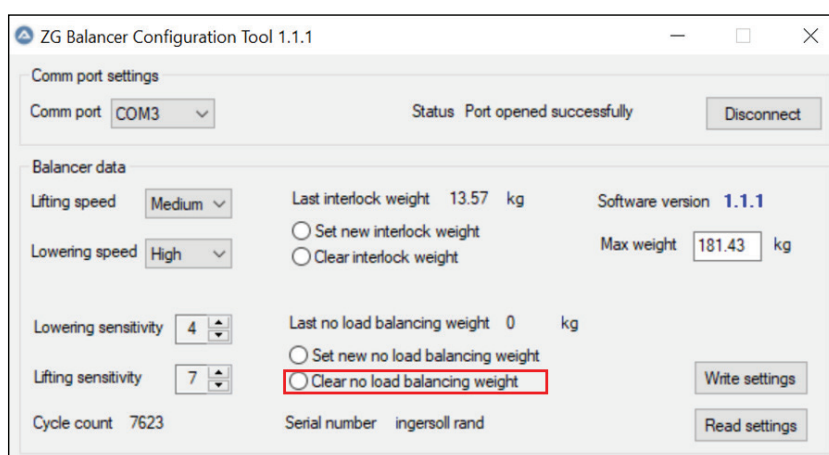 ZG Balancer Configuration Tool 1.1.1
Comm port settings
Comm port COM3 Status Port opened successfully Disconnect
Balancer data
Lifting speed Medium Last interlock weight 13.57 kg Software version 1.1.1
Set new interlock weight
Lowering speed High Clear interlock weight Max weight 181.43 kg
Lowering sensitivity 4 Last no load balancing weight 0 kg
Set new no load balancing weight
Lifting sensitivity 7 Clear no load balancing weight Write settings
Cycle count 7623 Serial number ingersoll rand Read settings